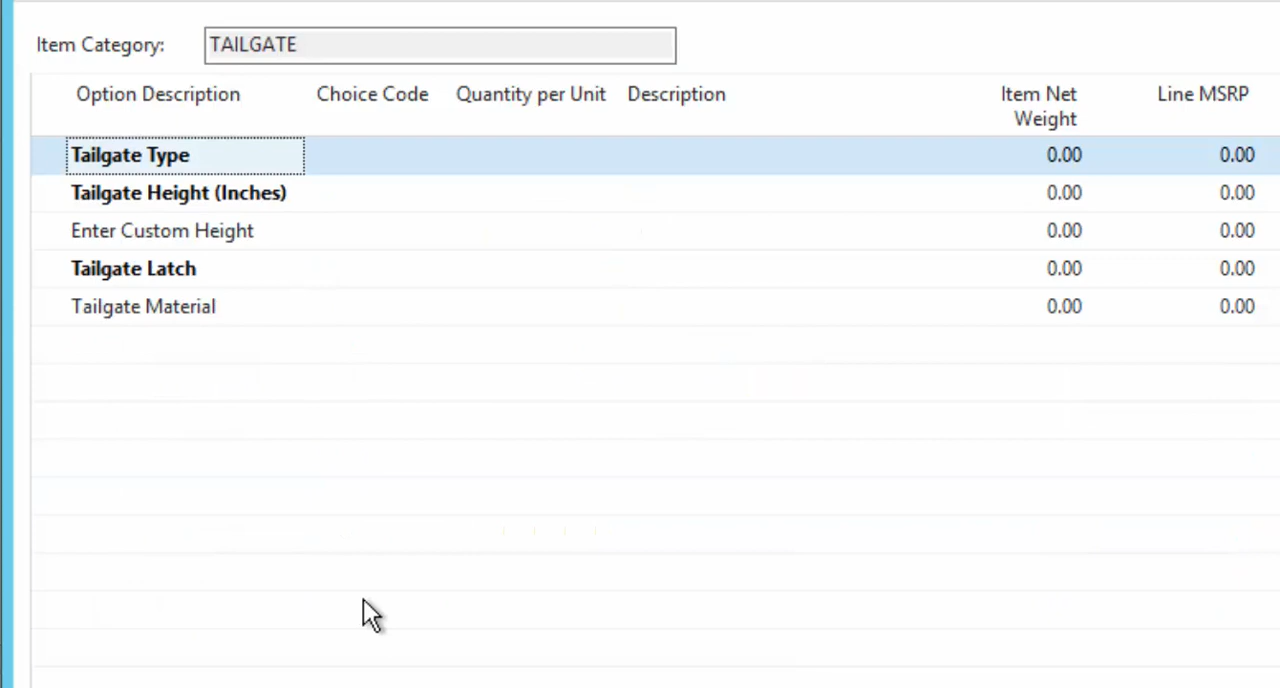 Item Category: TAILGATE
Option Description Choice Code Quantity per Unit Description Item Net Weight Line MSRP
Tailgate Type 0.00 0.00
Tailgate Height (Inches) 0.00 0.00
Enter Custom Height 0.00 0.00
Tailgate Latch 0.00 0.00
Tailgate Material 0.00 0.00